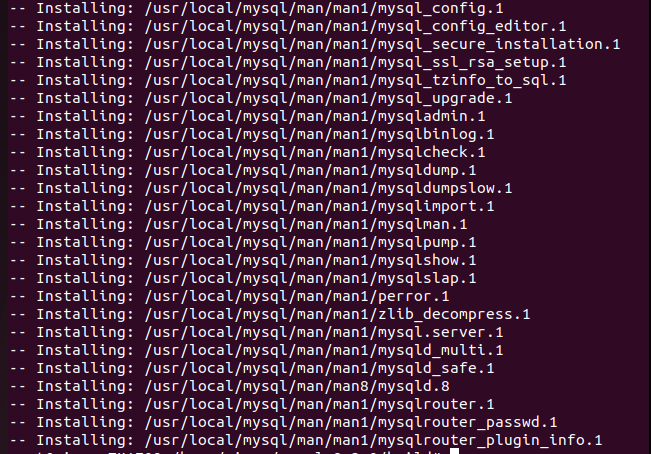 -- Installing: /usr/local/mysql/man/man1/mysql_config.1
-- Installing: /usr/local/mysql/man/man1/mysql_config_editor.1
-- Installing: /usr/local/mysql/man/man1/mysql_secure_installation.1
-- Installing: /usr/local/mysql/man/man1/mysql_ssl_rsa_setup.1
-- Installing: /usr/local/mysql/man/man1/mysql_tzinfo_to_sql.1
-- Installing: /usr/local/mysql/man/man1/mysql_upgrade.1
-- Installing: /usr/local/mysql/man/man1/mysqladmin.1
-- Installing: /usr/local/mysql/man/man1/mysqlbinlog.1
-- Installing: /usr/local/mysql/man/man1/mysqlcheck.1
-- Installing: /usr/local/mysql/man/man1/mysqldump.1
-- Installing: /usr/local/mysql/man/man1/mysqldumpslow.1
-- Installing: /usr/local/mysql/man/man1/mysqlimport.1
-- Installing: /usr/local/mysql/man/man1/mysqlman.1
-- Installing: /usr/local/mysql/man/man1/mysqlpump.1
-- Installing: /usr/local/mysql/man/man1/mysqlshow.1
-- Installing: /usr/local/mysql/man/man1/mysqlslap.1
-- Installing: /usr/local/mysql/man/man1/perror.1
-- Installing: /usr/local/mysql/man/man1/zlib_decompress.1
-- Installing: /usr/local/mysql/man/man1/mysql.server.1
-- Installing: /usr/local/mysql/man/man1/mysqld_multi.1
-- Installing: /usr/local/mysql/man/man1/mysqld_safe.1
-- Installing: /usr/local/mysql/man/man8/mysqld.8
-- Installing: /usr/local/mysql/man/man1/mysqlrouter.1
-- Installing: /usr/local/mysql/man/man1/mysqlrouter_passwd.1
-- Installing: /usr/local/mysql/man/man1/mysqlrouter_plugin_info.1